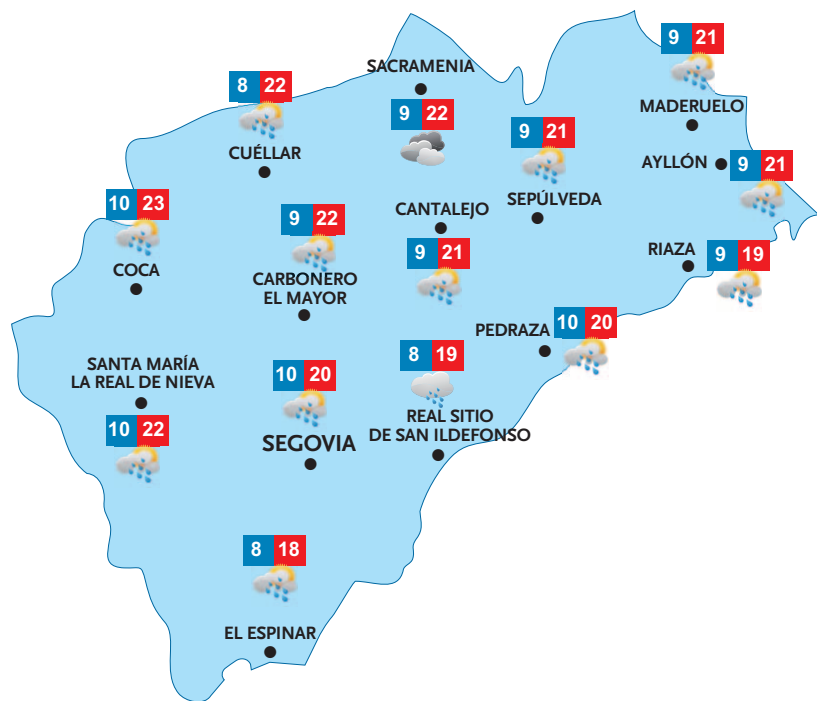 9 21
MADERUELO
SACRAMENIA
9 22
8 22
CUÉLLAR
9 21
SEPÚLVEDA
AYLLÓN
9 21
10 23
COCA
9 22
CARBONERO
EL MAYOR
CANTALEJO
9 21
RIAZA
9 19
PEDRAZA
10 20
SANTA MARÍA
LA REAL DE NIEVA
10 22
10 20
SEGOVIA
8 19
REAL SITIO
DE SAN ILDEFONSO
8 18
EL ESPINAR